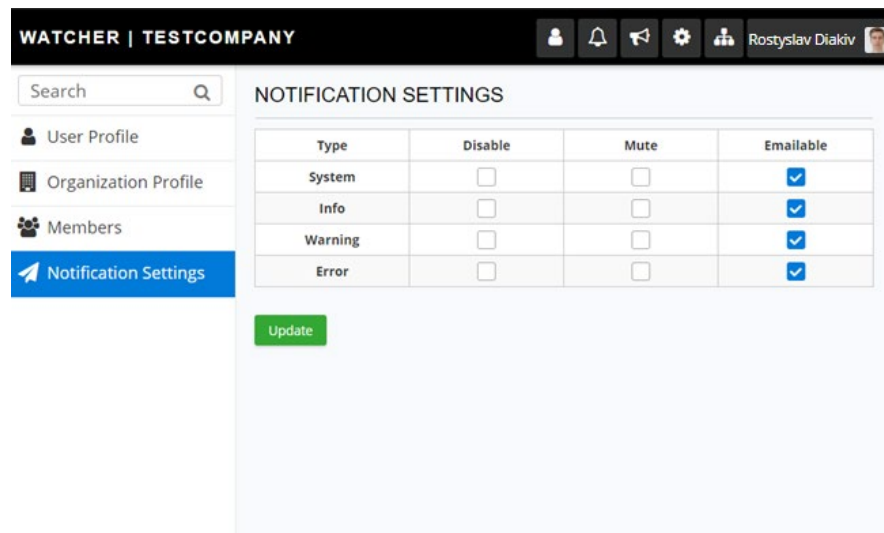 WATCHER | TESTCOMPANY Rostyslav Diakiv
Search
User Profile
Organization Profile
Members
Notification Settings
NOTIFICATION SETTINGS
Type Disable Mute Emailable
System
Info
Warning
Error
Update